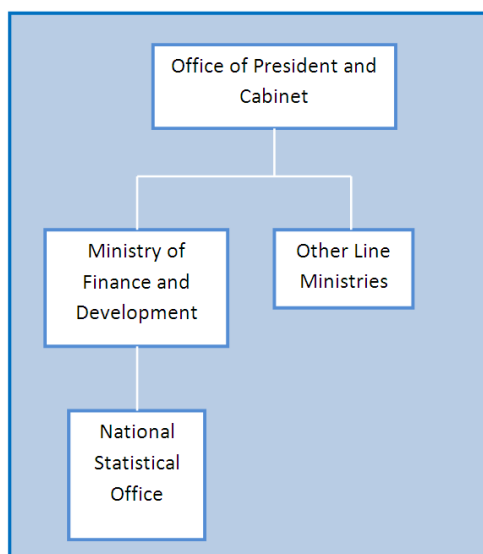 Office of President and
Cabinet
Ministry of
Finance and
Development
Other Line
Ministries
National
Statistical
Office